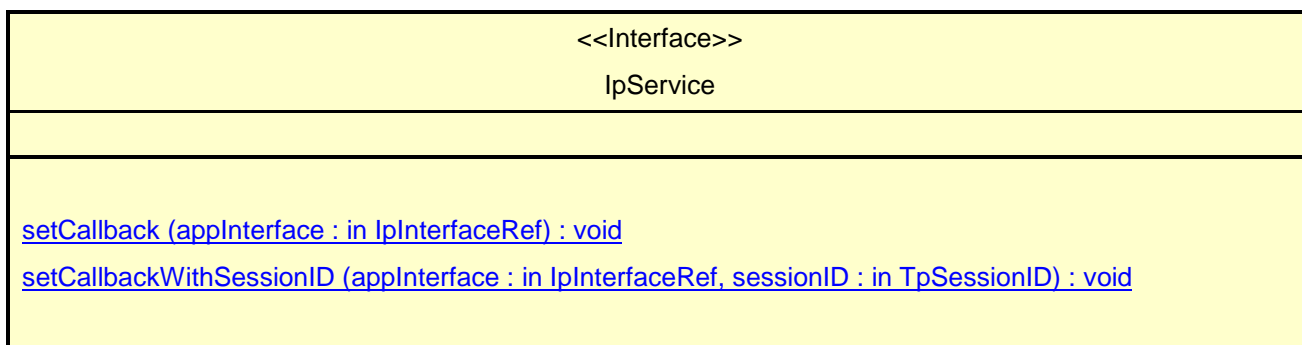 <<Interface>>
IpService
setCallback (appInterface : in IpInterfaceRef) : void
setCallbackWithSessionID (appInterface : in IpInterfaceRef, sessionID : in TpSessionID) : void